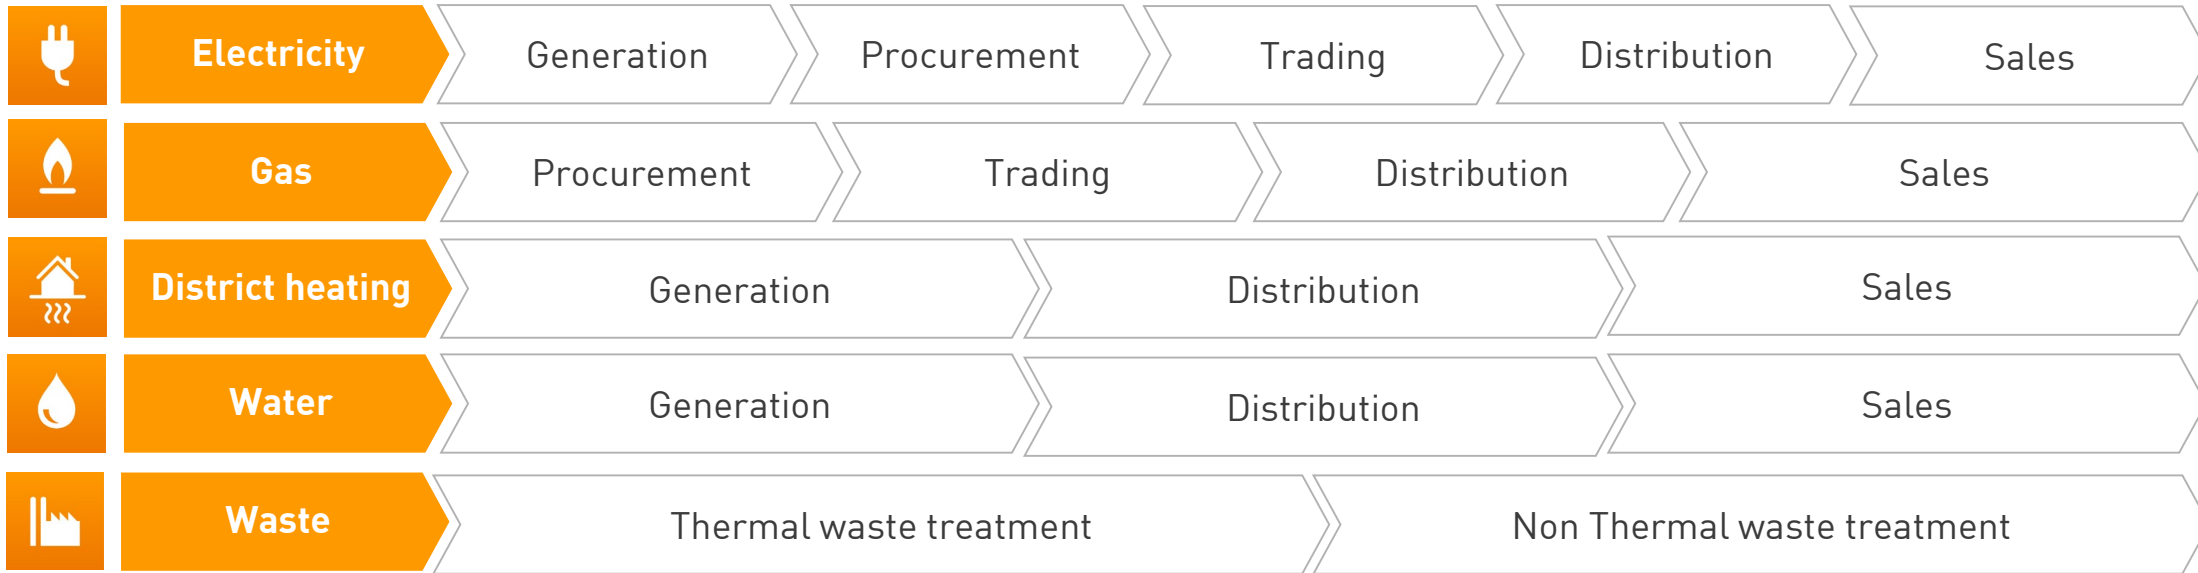 Electricity Generation Procurement Trading Distribution Sales
Gas Procurement Trading Distribution Sales
District heating Generation Distribution Sales
Water Generation Distribution Sales
Waste Thermal waste treatment Non Thermal waste treatment